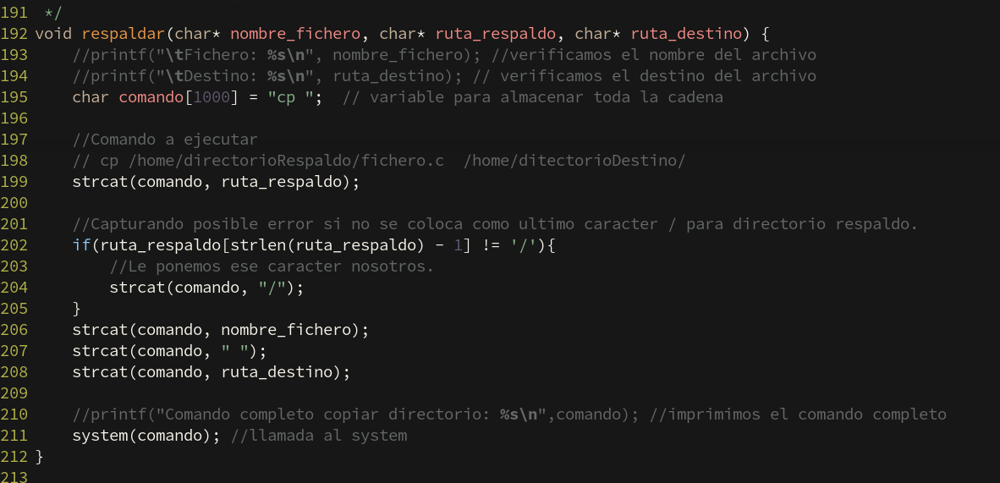 191  */
192 void respaldar(char* nombre_fichero, char* ruta_respaldo, char* ruta_destino) {
193     //printf("\tFichero: %s\n", nombre_fichero); //verificamos el nombre del archivo
194     //printf("\tDestino: %s\n", ruta_destino); // verificamos el destino del archivo
195     char comando[1000] = "cp ";  // variable para almacenar toda la cadena
196
197     //Comando a ejecutar
198     // cp /home/directorioRespaldo/fichero.c  /home/ditectorioDestino/
199     strcat(comando, ruta_respaldo);
200
201     //Capturando posible error si no se coloca como ultimo caracter / para directorio respaldo.
202     if(ruta_respaldo[strlen(ruta_respaldo) - 1] != '/'){
203         //Le ponemos ese caracter nosotros.
204         strcat(comando, "/");
205     }
206     strcat(comando, nombre_fichero);
207     strcat(comando, " ");
208     strcat(comando, ruta_destino);
209
210     //printf("Comando completo copiar directorio: %s\n",comando); //imprimimos el comando completo
211     system(comando); //llamada al system
212 }
213